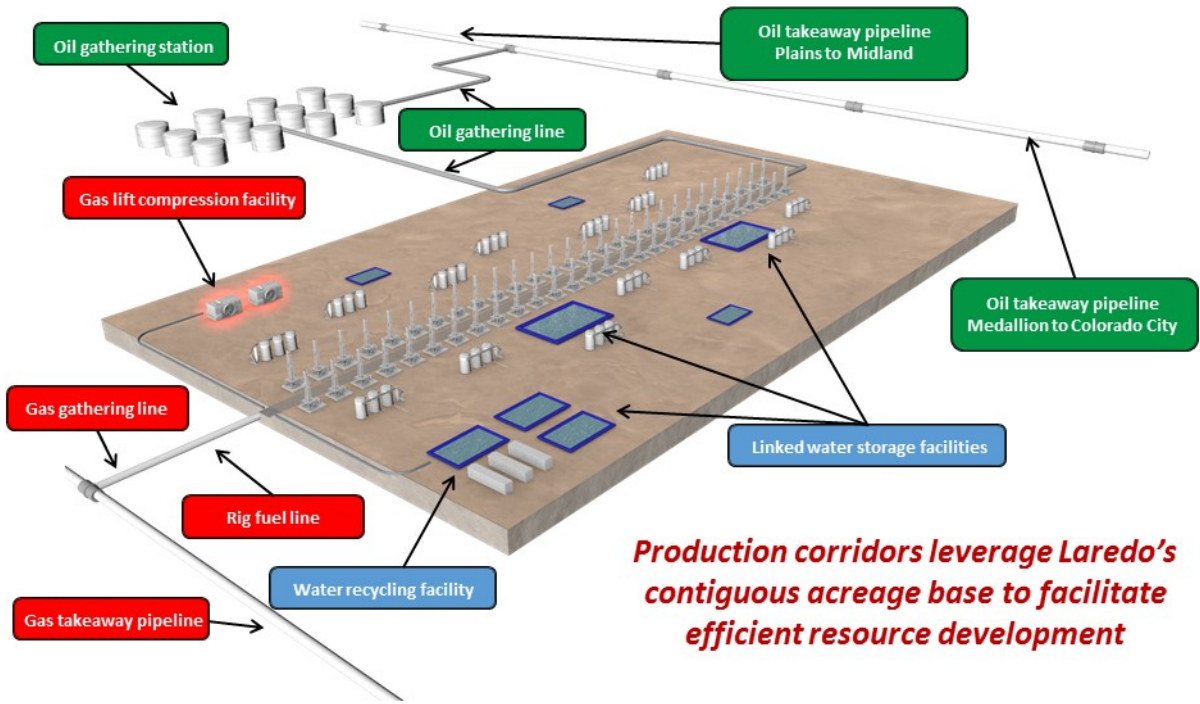 Oil gathering station
Oil takeaway pipeline
Plains to Midland
Oil gathering line
Gas lift compression facility
Oil takeaway pipeline
Medallion to Colorado City
Gas gathering line
Linked water storage facilities
Rig fuel line
Water recycling facility
Gas takeaway pipeline
Production corridors leverage Laredo’s
contiguous acreage base to facilitate
efficient resource development